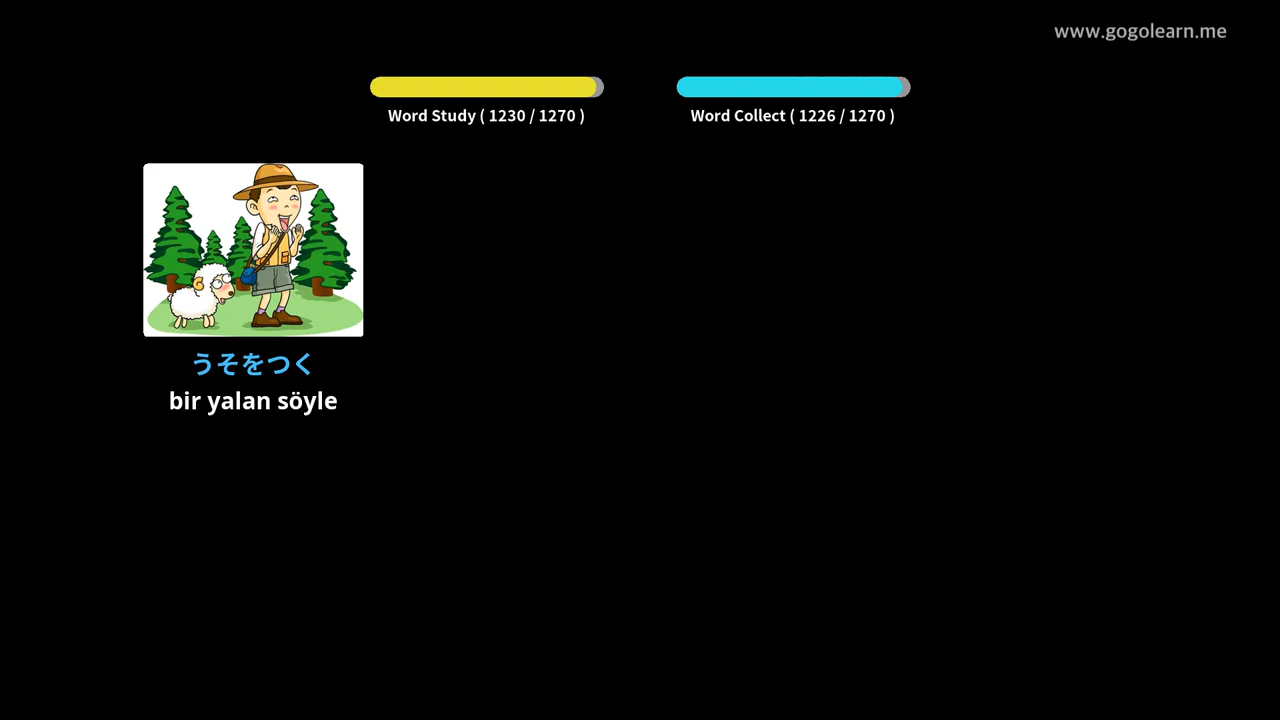 www.gogolearn.me
Word Study ( 1230 / 1270 )
Word Collect ( 1226 / 1270 )
うそをつく
bir yalan söyle